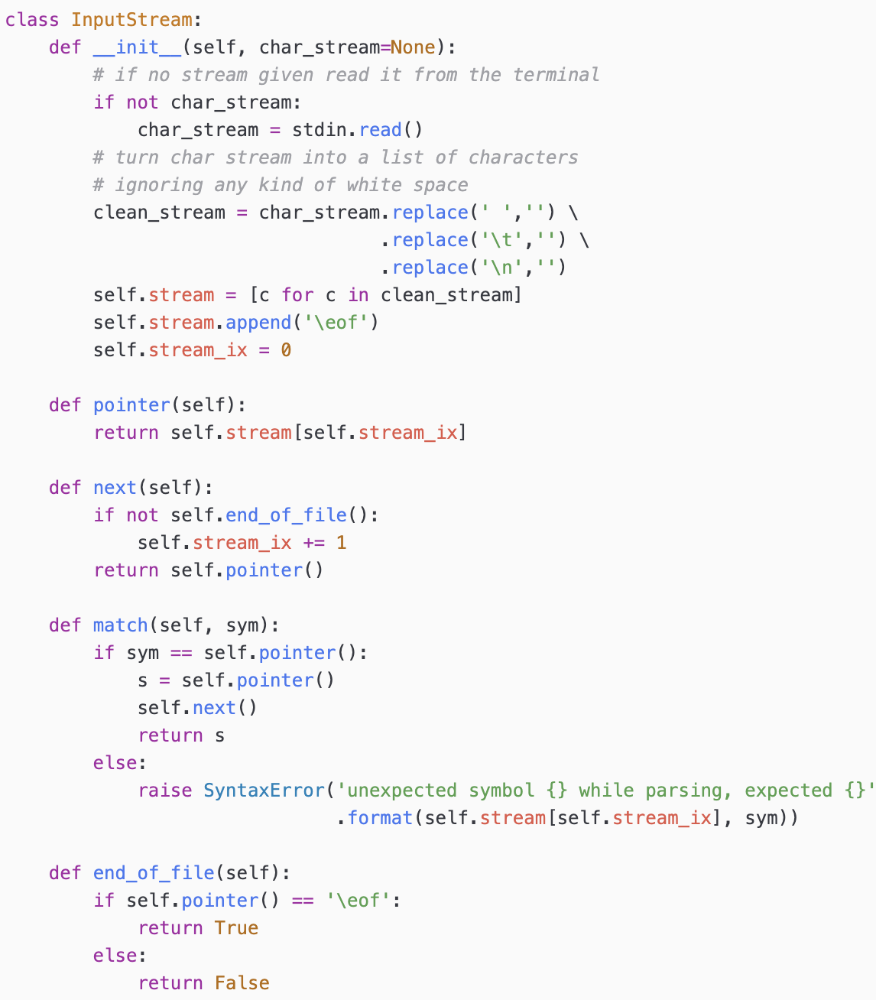 class InputStream:
    def __init__(self, char_stream=None):
        # if no stream given read it from the terminal
        if not char_stream:
            char_stream = stdin.read()
        # turn char stream into a list of characters
        # ignoring any kind of white space
        clean_stream = char_stream.replace(' ','') \
                                  .replace('\t','') \
                                  .replace('\n','')
        self.stream = [c for c in clean_stream]
        self.stream.append('\eof')
        self.stream_ix = 0

    def pointer(self):
        return self.stream[self.stream_ix]

    def next(self):
        if not self.end_of_file():
            self.stream_ix += 1
        return self.pointer()

    def match(self, sym):
        if sym == self.pointer():
            s = self.pointer()
            self.next()
            return s
        else:
            raise SyntaxError('unexpected symbol {} while parsing, expected {}'
                              .format(self.stream[self.stream_ix], sym))

    def end_of_file(self):
        if self.pointer() == '\eof':
            return True
        else:
            return False